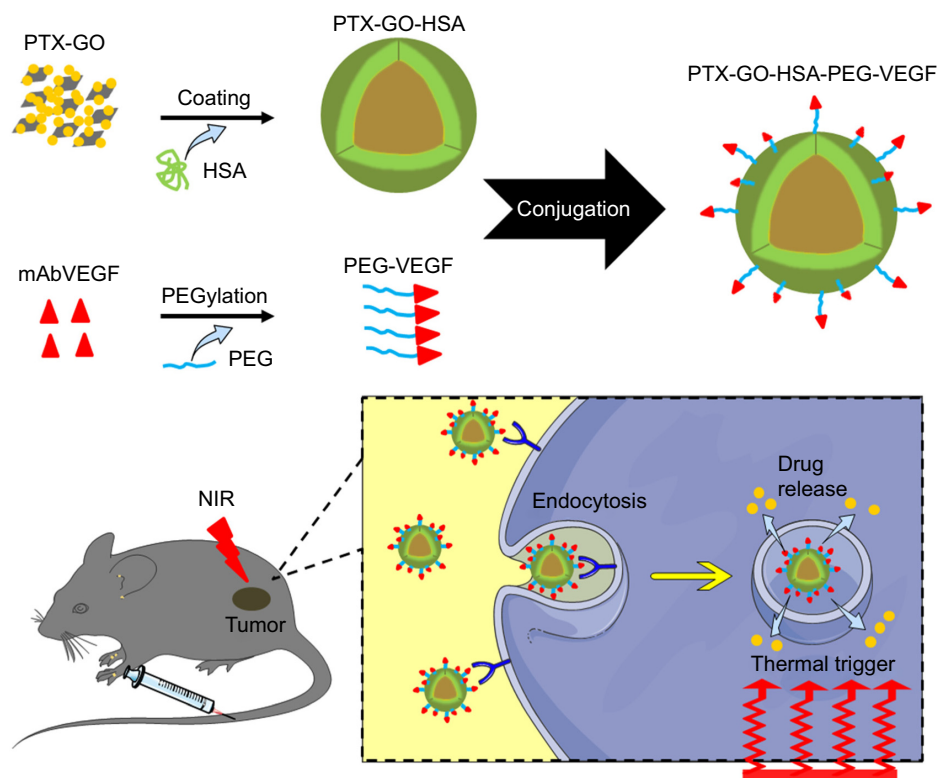 PTX-GO
Coating
HSA
PTX-GO-HSA
Conjugation
PTX-GO-HSA-PEG-VEGF
mAbVEGF
PEGylation
PEG
PEG-VEGF
NIR
Tumor
Endocytosis
Drug
release
Thermal trigger